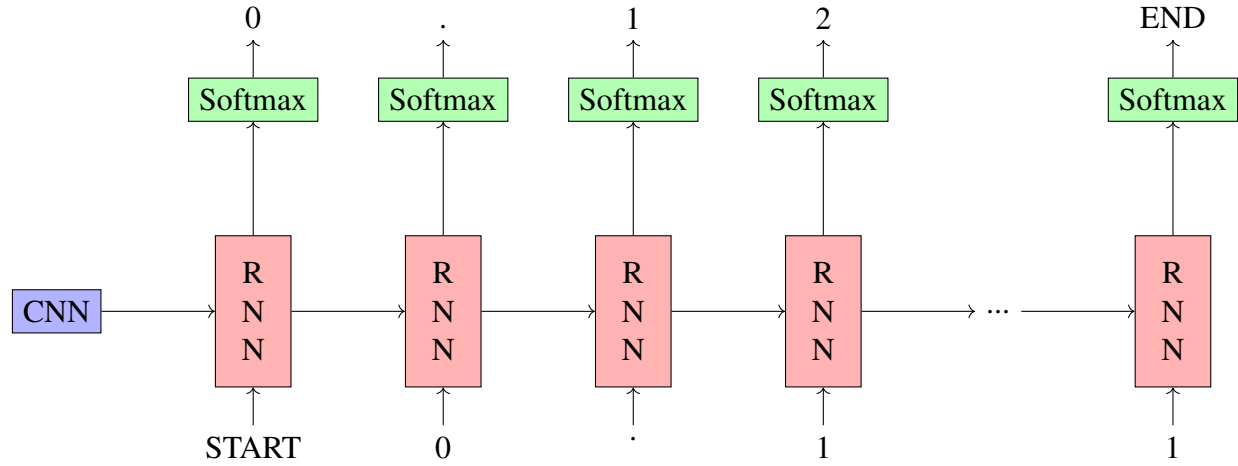 0 . 1 2 END
Softmax Softmax Softmax Softmax Softmax
R R R R R
CNN N N N N ... N
N N N N N
START 0 . 1 1